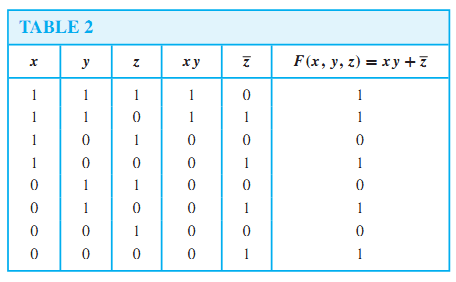 TABLE 2
x y z xy z̅ F(x, y, z) = xy + z̅
1 1 1 1 0 1
1 1 0 1 1 1
1 0 1 0 0 0
1 0 0 0 1 1
0 1 1 0 0 0
0 1 0 0 1 1
0 0 1 0 0 0
0 0 0 0 1 1